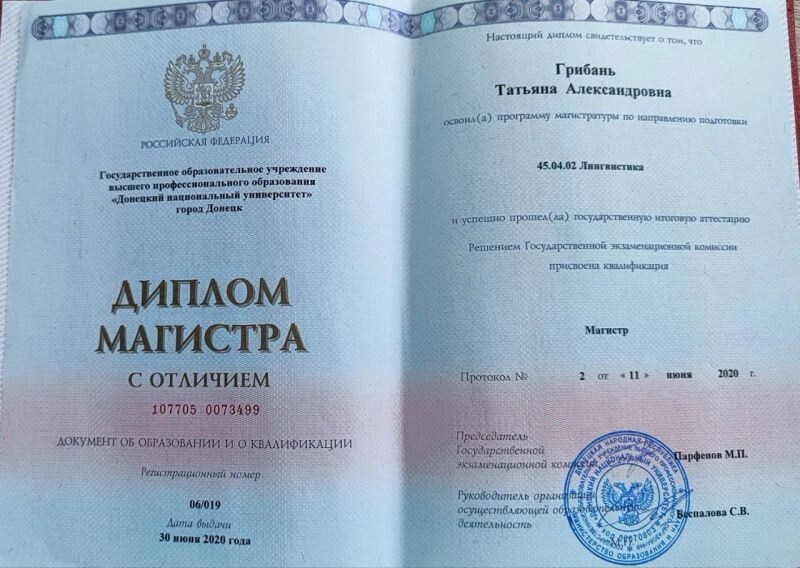 РОССИЙСКАЯ ФЕДЕРАЦИЯ
Государственное образовательное учреждение
высшего профессионального образования
«Донецкий национальный университет»
город Донецк
ДИПЛОМ
МАГИСТРА
С ОТЛИЧИЕМ
107705 0073499
ДОКУМЕНТ ОБ ОБРАЗОВАНИИ И О КВАЛИФИКАЦИИ
Регистрационный номер
06/019
Дата выдачи
30 июня 2020 года
Настоящий диплом свидетельствует о том, что
Грибань
Татьяна Александровна
освоил(а) программу магистратуры по направлению подготовки
45.04.02 Лингвистика
и успешно прошел(ла) государственную итоговую аттестацию
Решением Государственной экзаменационной комиссии
присвоена квалификация
Магистр
Протокол № 2 от «11» июня 2020 г.
Председатель
Государственной
экзаменационной
Парфенов М.П.
Руководитель
осуществляющей
деятельность
Беспалова С.В.
ДОНЕЦКАЯ НАРОДНАЯ РЕСПУБЛИКА